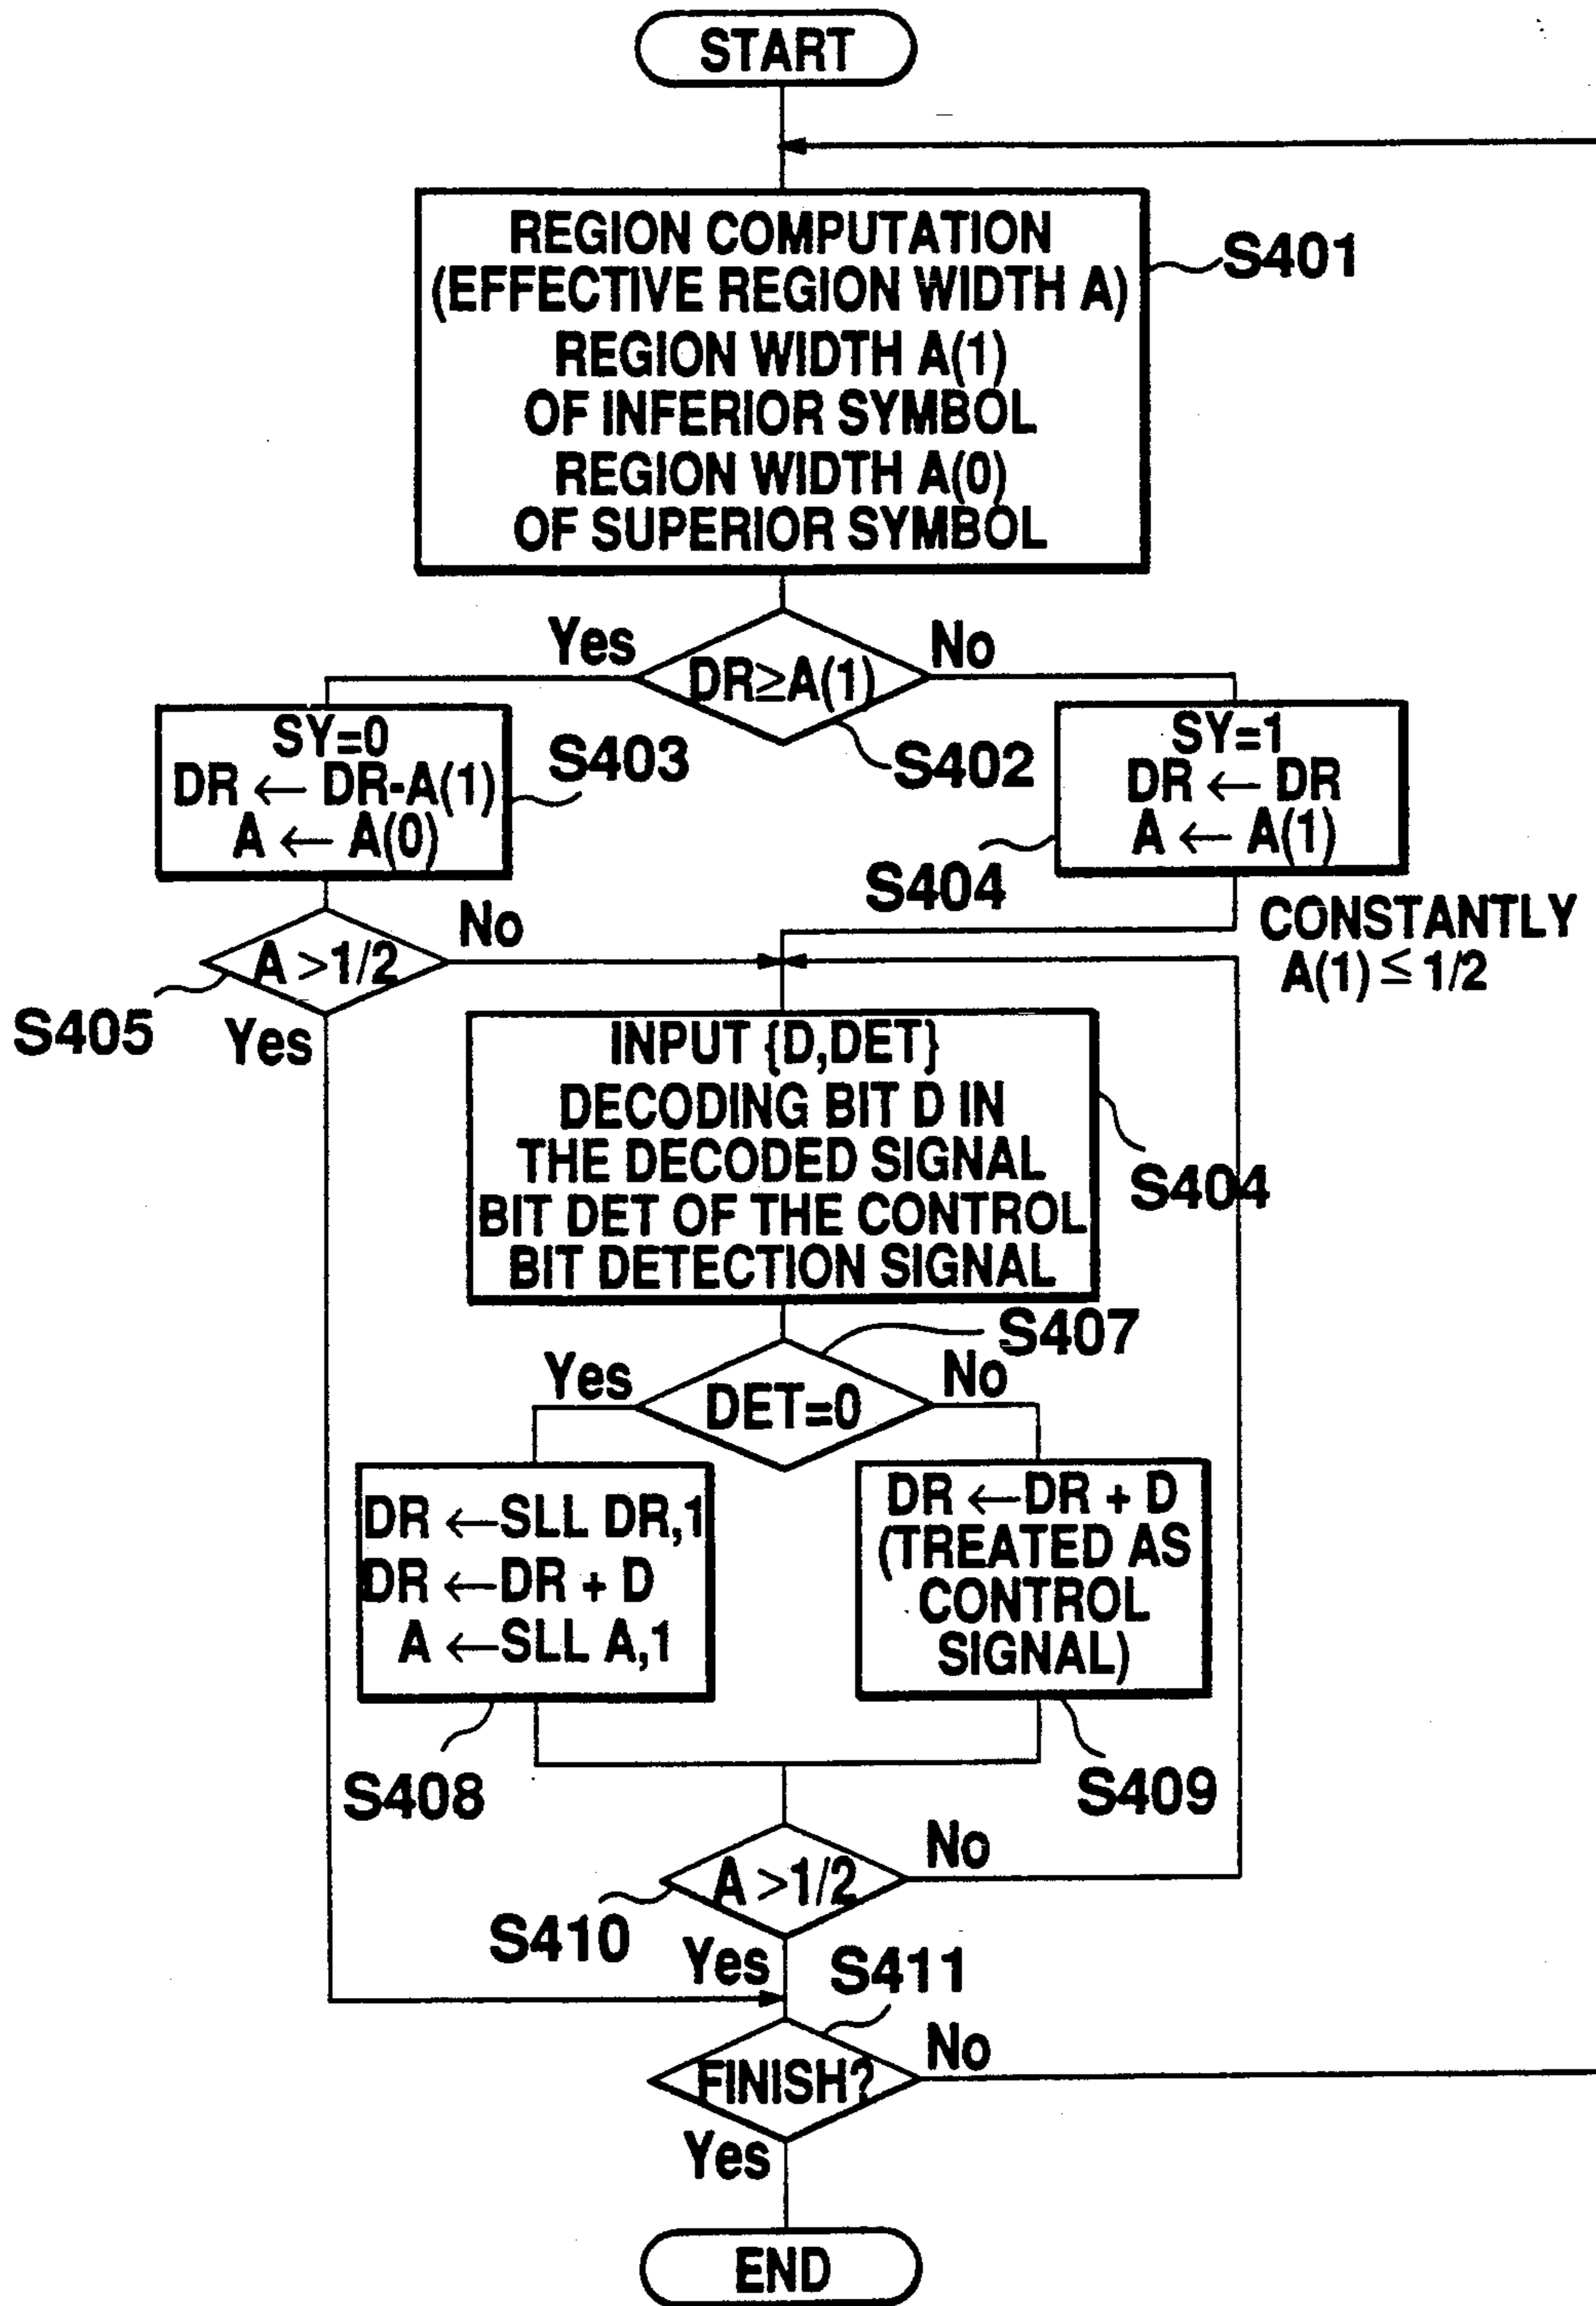 START
REGION COMPUTATION
(EFFECTIVE REGION WIDTH A)
REGION WIDTH A(1)
OF INFERIOR SYMBOL
REGION WIDTH A(0)
OF SUPERIOR SYMBOL
S401
Yes
DR≥A(1)
No
S402
SY=0
DR ← DR-A(1)
A ← A(0)
S403
SY=1
DR ← DR
A ← A(1)
S404
CONSTANTLY
A(1) ≤ 1/2
A >1/2
No
S405
Yes
INPUT {D,DET}
DECODING BIT D IN
THE DECODED SIGNAL
BIT DET OF THE CONTROL
BIT DETECTION SIGNAL
S404
S407
Yes
DET=0
No
DR ←SLL DR,1
DR ←DR + D
A ←SLL A,1
S408
DR ←DR + D
(TREATED AS
CONTROL
SIGNAL)
S409
A >1/2
No
S410
Yes
S411
FINISH?
No
Yes
END